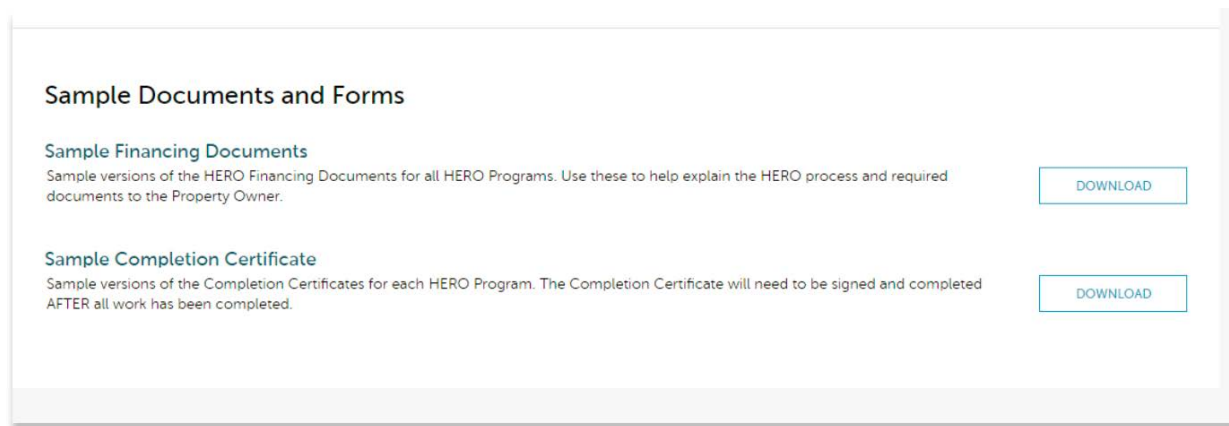 Sample Documents and Forms
Sample Financing Documents
Sample versions of the HERO Financing Documents for all HERO Programs. Use these to help explain the HERO process and required
documents to the Property Owner.
DOWNLOAD
Sample Completion Certificate
Sample versions of the Completion Certificates for each HERO Program. The Completion Certificate will need to be signed and completed
AFTER all work has been completed.
DOWNLOAD